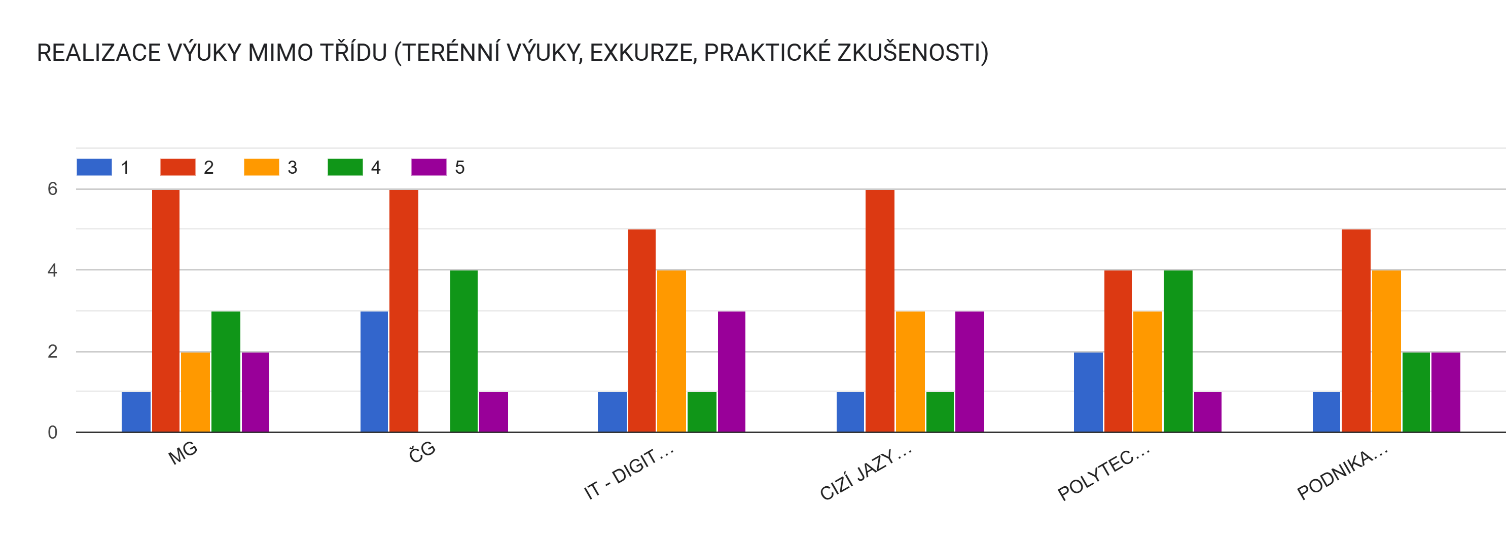 REALIZACE VÝUKY MIMO TŘÍDU (TERÉNNÍ VÝUKY, EXKURZE, PRAKTICKÉ ZKUŠENOSTI)
1 2 3 4 5
6
4
2
0
MG ČG IT - DIGIT… CIZÍ JAZY… POLYTEC… PODNIKA…